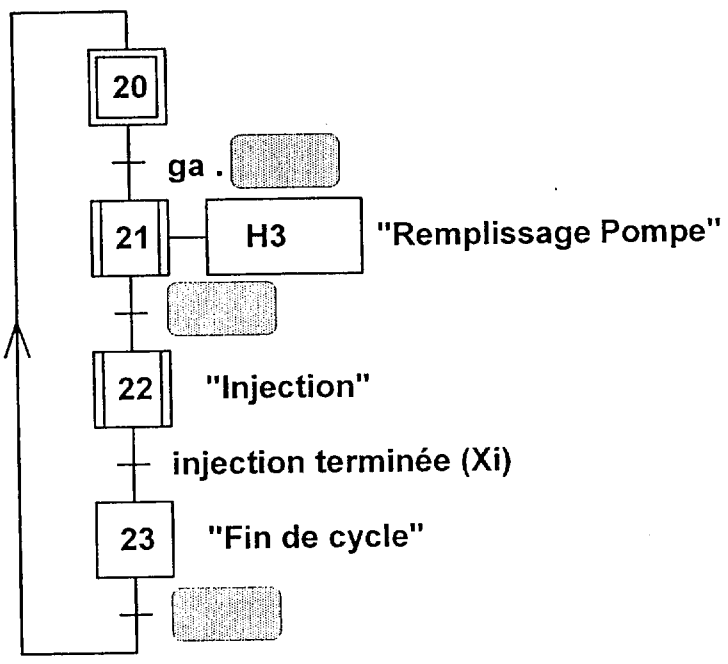 20
ga .
21 H3 "Remplissage Pompe"
22 "Injection"
injection terminée (Xi)
23 "Fin de cycle"